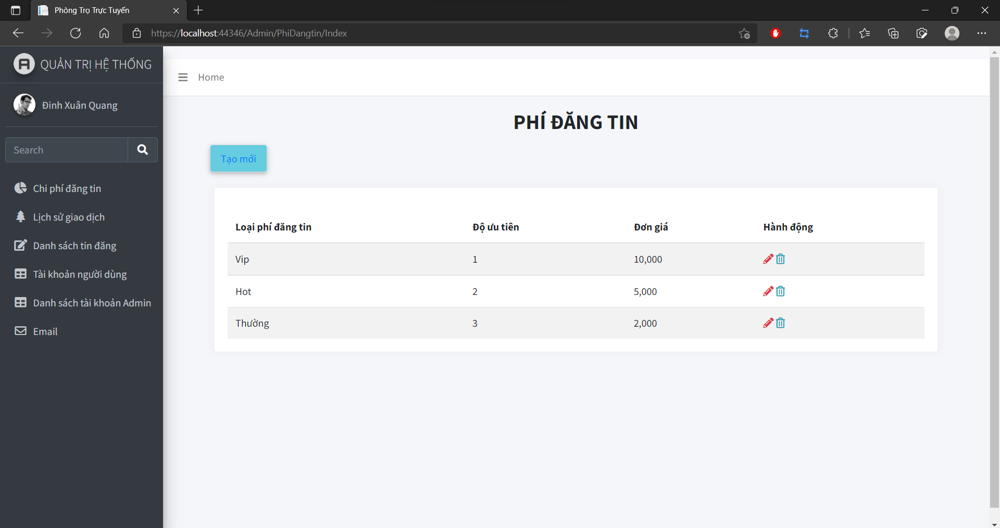 Phòng Trọ Trực Tuyến
https://localhost:44346/Admin/PhiDangtin/Index
QUẢN TRỊ HỆ THỐNG
Home
Đinh Xuân Quang
PHÍ ĐĂNG TIN
Search
Tạo mới
Chi phí đăng tin
Lịch sử giao dịch
Danh sách tin đăng
Tài khoản người dùng
Danh sách tài khoản Admin
Email
Loại phí đăng tin Độ ưu tiên Đơn giá Hành động
Vip 1 10,000
Hot 2 5,000
Thường 3 2,000